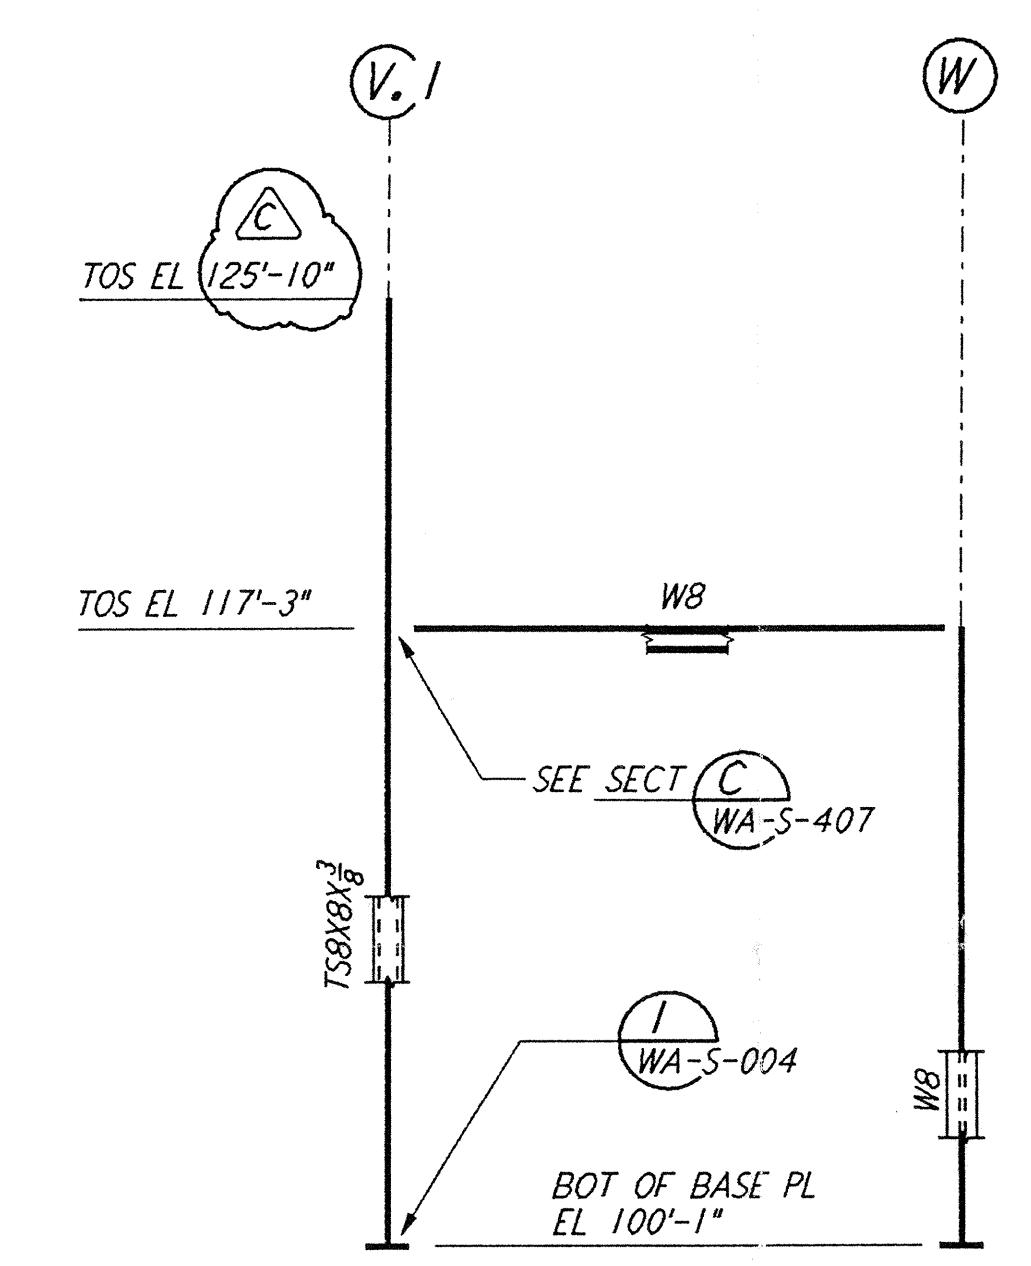 V.1
W
C
TOS EL 125'-10"
TOS EL 117'-3"
W8
SEE SECT C
WA-S-407
TS8X8X3/8
1
WA-S-004
W8
BOT OF BASE PL
EL 100'-1"